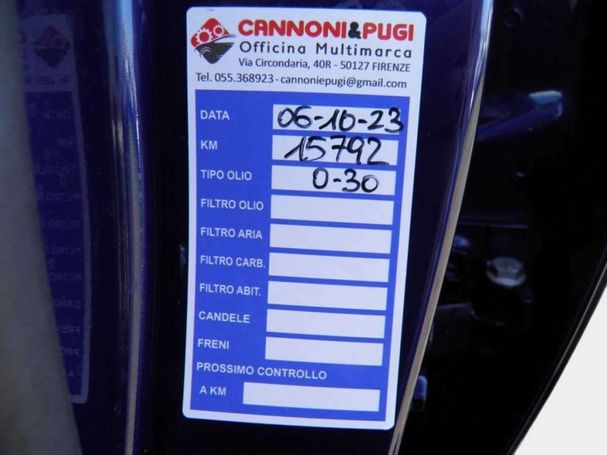 CANNONI&PUGI
Officina Multimarca
Via Circondaria, 40R - 50127 FIRENZE
Tel. 055.368923 - cannoniepugi@gmail.com
DATA 06-10-23
KM 15792
TIPO OLIO 0-30
FILTRO OLIO
FILTRO ARIA
FILTRO CARB.
FILTRO ABIT.
CANDELE
FRENI
PROSSIMO CONTROLLO
A KM